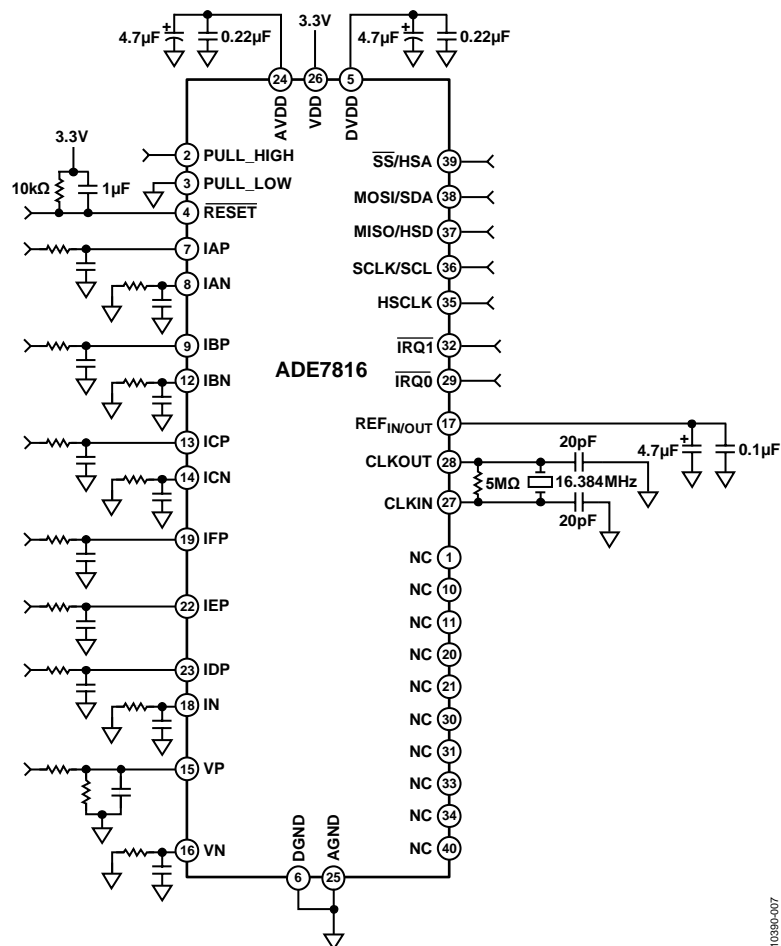 3.3V
4.7µF + 0.22µF
4.7µF + 0.22µF
24 26 5
AVDD VDD DVDD
3.3V
10kΩ 1µF
2 PULL_HIGH
3 PULL_LOW
4 RESET
7 IAP
8 IAN
9 IBP
12 IBN
13 ICP
14 ICN
19 IFP
22 IEP
23 IDP
18 IN
15 VP
16 VN
ADE7816
SS/HSA 39
MOSI/SDA 38
MISO/HSD 37
SCLK/SCL 36
HSCLK 35
IRQ1 32
IRQ0 29
REFIN/OUT 17
4.7µF + 0.1µF
CLKOUT 28
20pF
5MΩ 16.384MHz
CLKIN 27
20pF
NC 1
NC 10
NC 11
NC 20
NC 21
NC 30
NC 31
NC 33
NC 34
NC 40
DGND AGND
6 25
10390-007